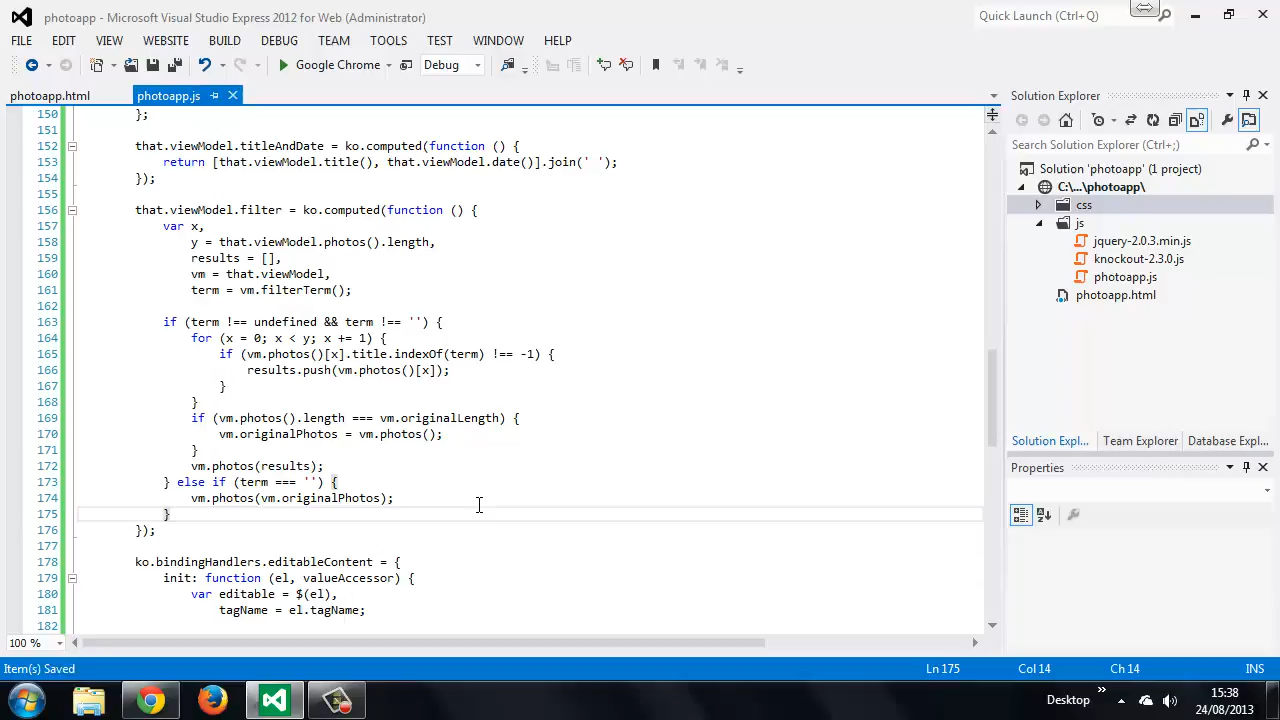 photoapp - Microsoft Visual Studio Express 2012 for Web (Administrator)
Quick Launch (Ctrl+Q)
FILE EDIT VIEW WEBSITE BUILD DEBUG TEAM TOOLS TEST WINDOW HELP
Google Chrome Debug
photoapp.html photoapp.js
150 };
151
152 that.viewModel.titleAndDate = ko.computed(function () {
153 return [that.viewModel.title(), that.viewModel.date()].join(' ');
154 });
155
156 that.viewModel.filter = ko.computed(function () {
157 var x,
158 y = that.viewModel.photos().length,
159 results = [],
160 vm = that.viewModel,
161 term = vm.filterTerm();
162
163 if (term !== undefined && term !== '') {
164 for (x = 0; x < y; x += 1) {
165 if (vm.photos()[x].title.indexOf(term) !== -1) {
166 results.push(vm.photos()[x]);
167 }
168 }
169 if (vm.photos().length === vm.originalLength) {
170 vm.originalPhotos = vm.photos();
171 }
172 vm.photos(results);
173 } else if (term === '') {
174 vm.photos(vm.originalPhotos);
175 }
176 });
177
178 ko.bindingHandlers.editableContent = {
179 init: function (el, valueAccessor) {
180 var editable = $(el),
181 tagName = el.tagName;
182
100 %
Solution Explorer
Search Solution Explorer (Ctrl+;)
Solution 'photoapp' (1 project)
C:\...\photoapp\
css
js
jquery-2.0.3.min.js
knockout-2.3.0.js
photoapp.js
photoapp.html
Solution Expl... Team Explorer Database Expl...
Properties
Item(s) Saved Ln 175 Col 14 Ch 14 INS
Desktop
15:38
24/08/2013